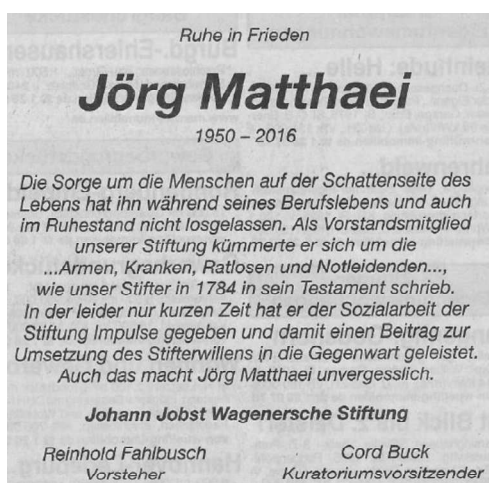 Ruhe in Frieden
Jörg Matthaei
1950 – 2016
Die Sorge um die Menschen auf der Schattenseite des
Lebens hat ihn während seines Berufslebens und auch
im Ruhestand nicht losgelassen. Als Vorstandsmitglied
unserer Stiftung kümmerte er sich um die
...Armen, Kranken, Ratlosen und Notleidenden...,
wie unser Stifter in 1784 in sein Testament schrieb.
In der leider nur kurzen Zeit hat er der Sozialarbeit der
Stiftung Impulse gegeben und damit einen Beitrag zur
Umsetzung des Stifterwillens in die Gegenwart geleistet.
Auch das macht Jörg Matthaei unvergesslich.
Johann Jobst Wagenersche Stiftung
Reinhold Fahlbusch Cord Buck
Vorsteher Kuratoriumsvorsitzender